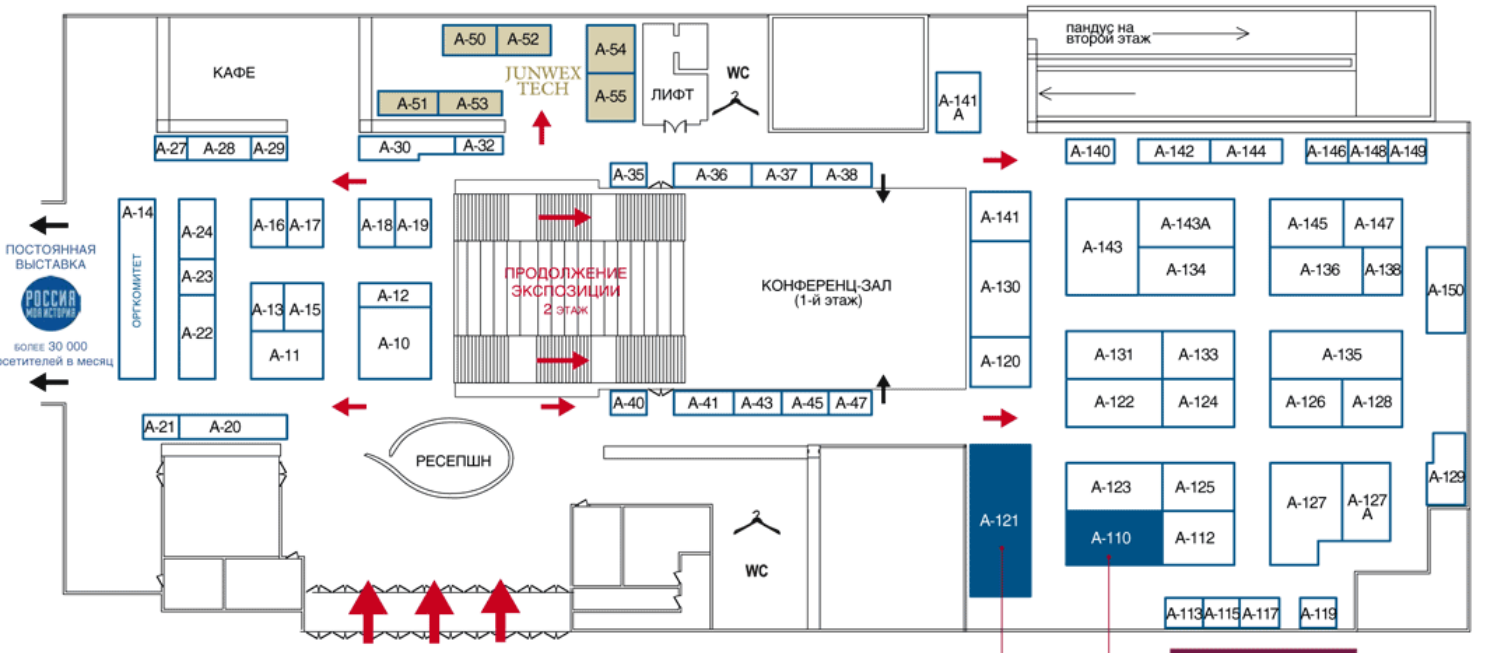 пандус на
второй этаж
КАФЕ
А-50
А-52
А-54
JUNWEX
TECH
А-51
А-53
А-55
ЛИФТ
WC
2
А-141
А
А-27
А-28
А-29
А-30
А-32
А-140
А-142
А-144
А-146
А-148
А-149
А-35
А-36
А-37
А-38
А-14
ОРГКОМИТЕТ
А-24
А-23
А-22
А-16
А-17
А-18
А-19
А-13
А-15
А-11
А-12
А-10
ПОСТОЯННАЯ
ВЫСТАВКА
РОССИЯ
МОЯ ИСТОРИЯ
БОЛЕЕ 30 000
осетителей в месяц
ПРОДОЛЖЕНИЕ
ЭКСПОЗИЦИИ
2 ЭТАЖ
КОНФЕРЕНЦ-ЗАЛ
(1-й этаж)
А-141
А-130
А-120
А-143
А-143А
А-134
А-145
А-147
А-136
А-138
А-150
А-131
А-133
А-122
А-124
А-135
А-126
А-128
А-40
А-41
А-43
А-45
А-47
А-21
А-20
РЕСЕПШН
А-121
А-123
А-125
А-110
А-112
А-127
А-127
А
А-129
2
WC
А-113
А-115
А-117
А-119